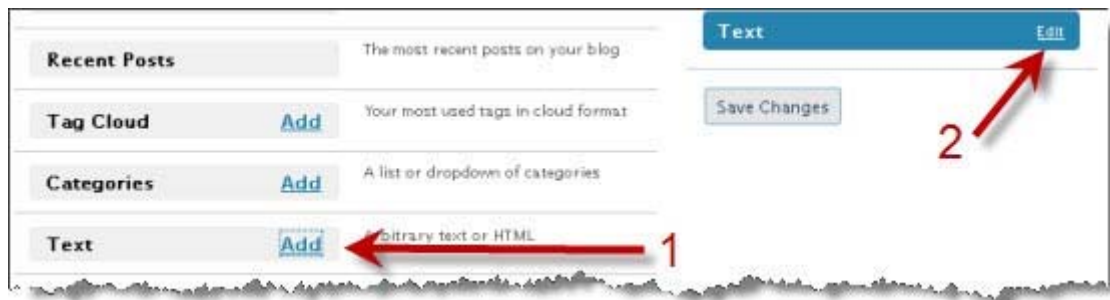 Recent Posts
The most recent posts on your blog
Tag Cloud Add
Your most used tags in cloud format
Categories Add
A list or dropdown of categories
Text Add
Arbitrary text or HTML
1
Text Edit
Save Changes
2